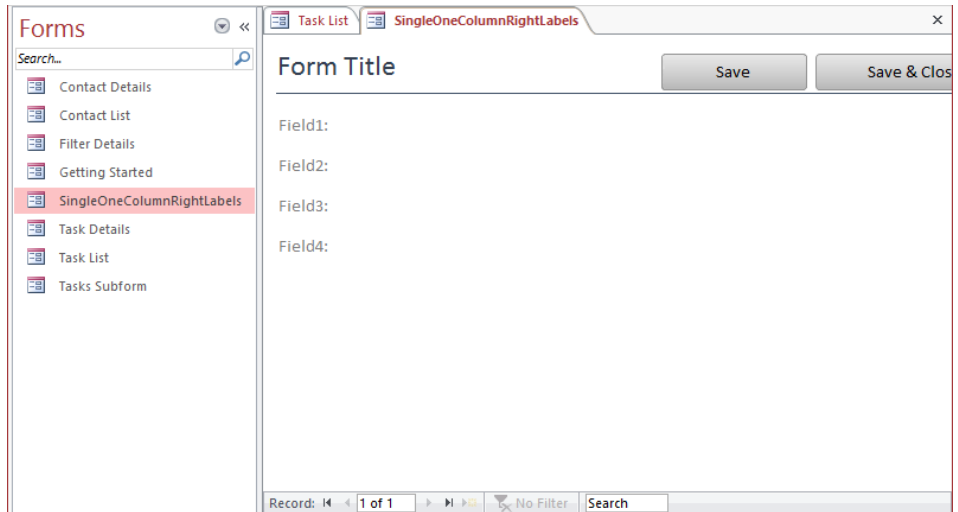 Forms
Search...
Contact Details
Contact List
Filter Details
Getting Started
SingleOneColumnRightLabels
Task Details
Task List
Tasks Subform
Task List
SingleOneColumnRightLabels
Form Title
Save
Save & Clos
Field1:
Field2:
Field3:
Field4:
Record: 1 of 1 No Filter Search